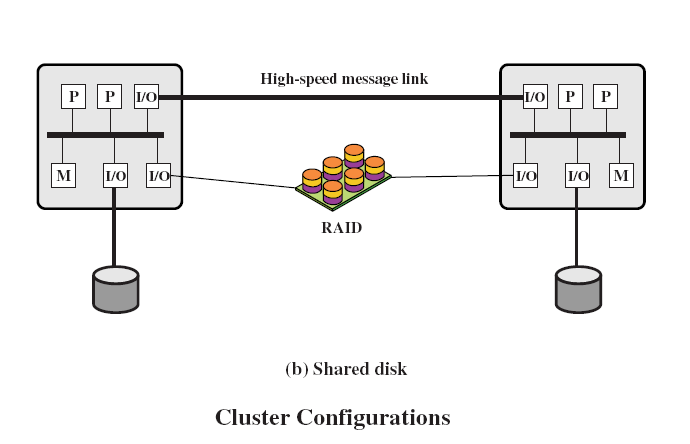 High-speed message link
P P I/O
I/O P P
M I/O I/O
I/O I/O M
RAID
(b) Shared disk
Cluster Configurations